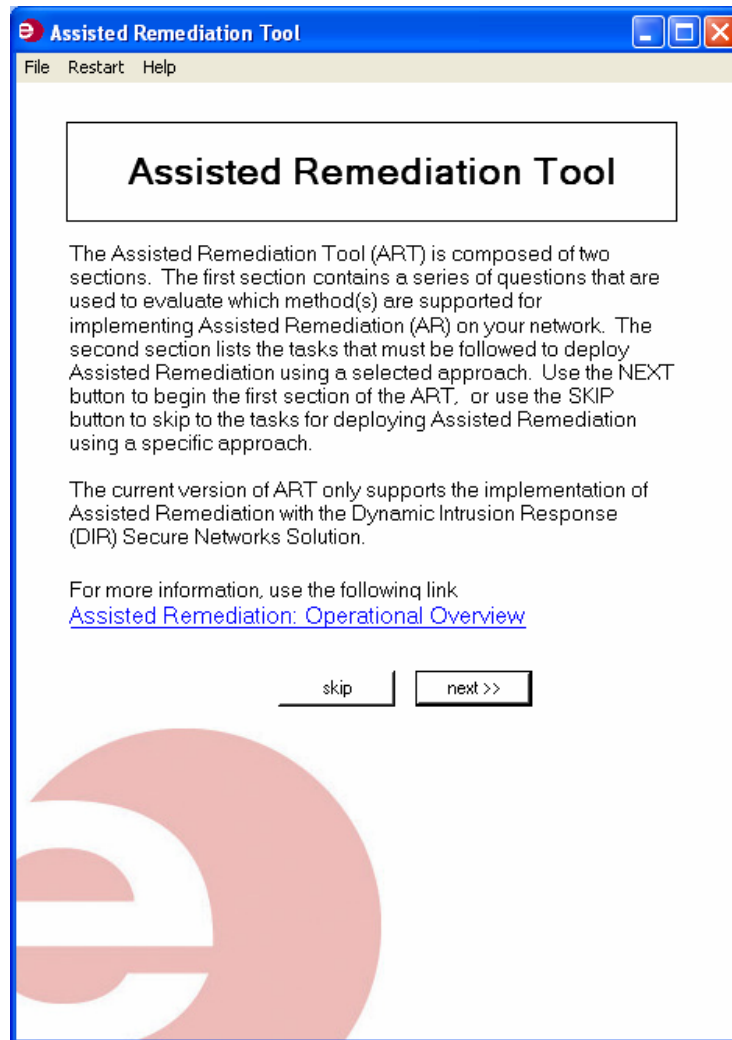 Assisted Remediation Tool
File Restart Help
Assisted Remediation Tool
The Assisted Remediation Tool (ART) is composed of two
sections. The first section contains a series of questions that are
used to evaluate which method(s) are supported for
implementing Assisted Remediation (AR) on your network. The
second section lists the tasks that must be followed to deploy
Assisted Remediation using a selected approach. Use the NEXT
button to begin the first section of the ART, or use the SKIP
button to skip to the tasks for deploying Assisted Remediation
using a specific approach.
The current version of ART only supports the implementation of
Assisted Remediation with the Dynamic Intrusion Response
(DIR) Secure Networks Solution.
For more information, use the following link
Assisted Remediation: Operational Overview
skip next >>